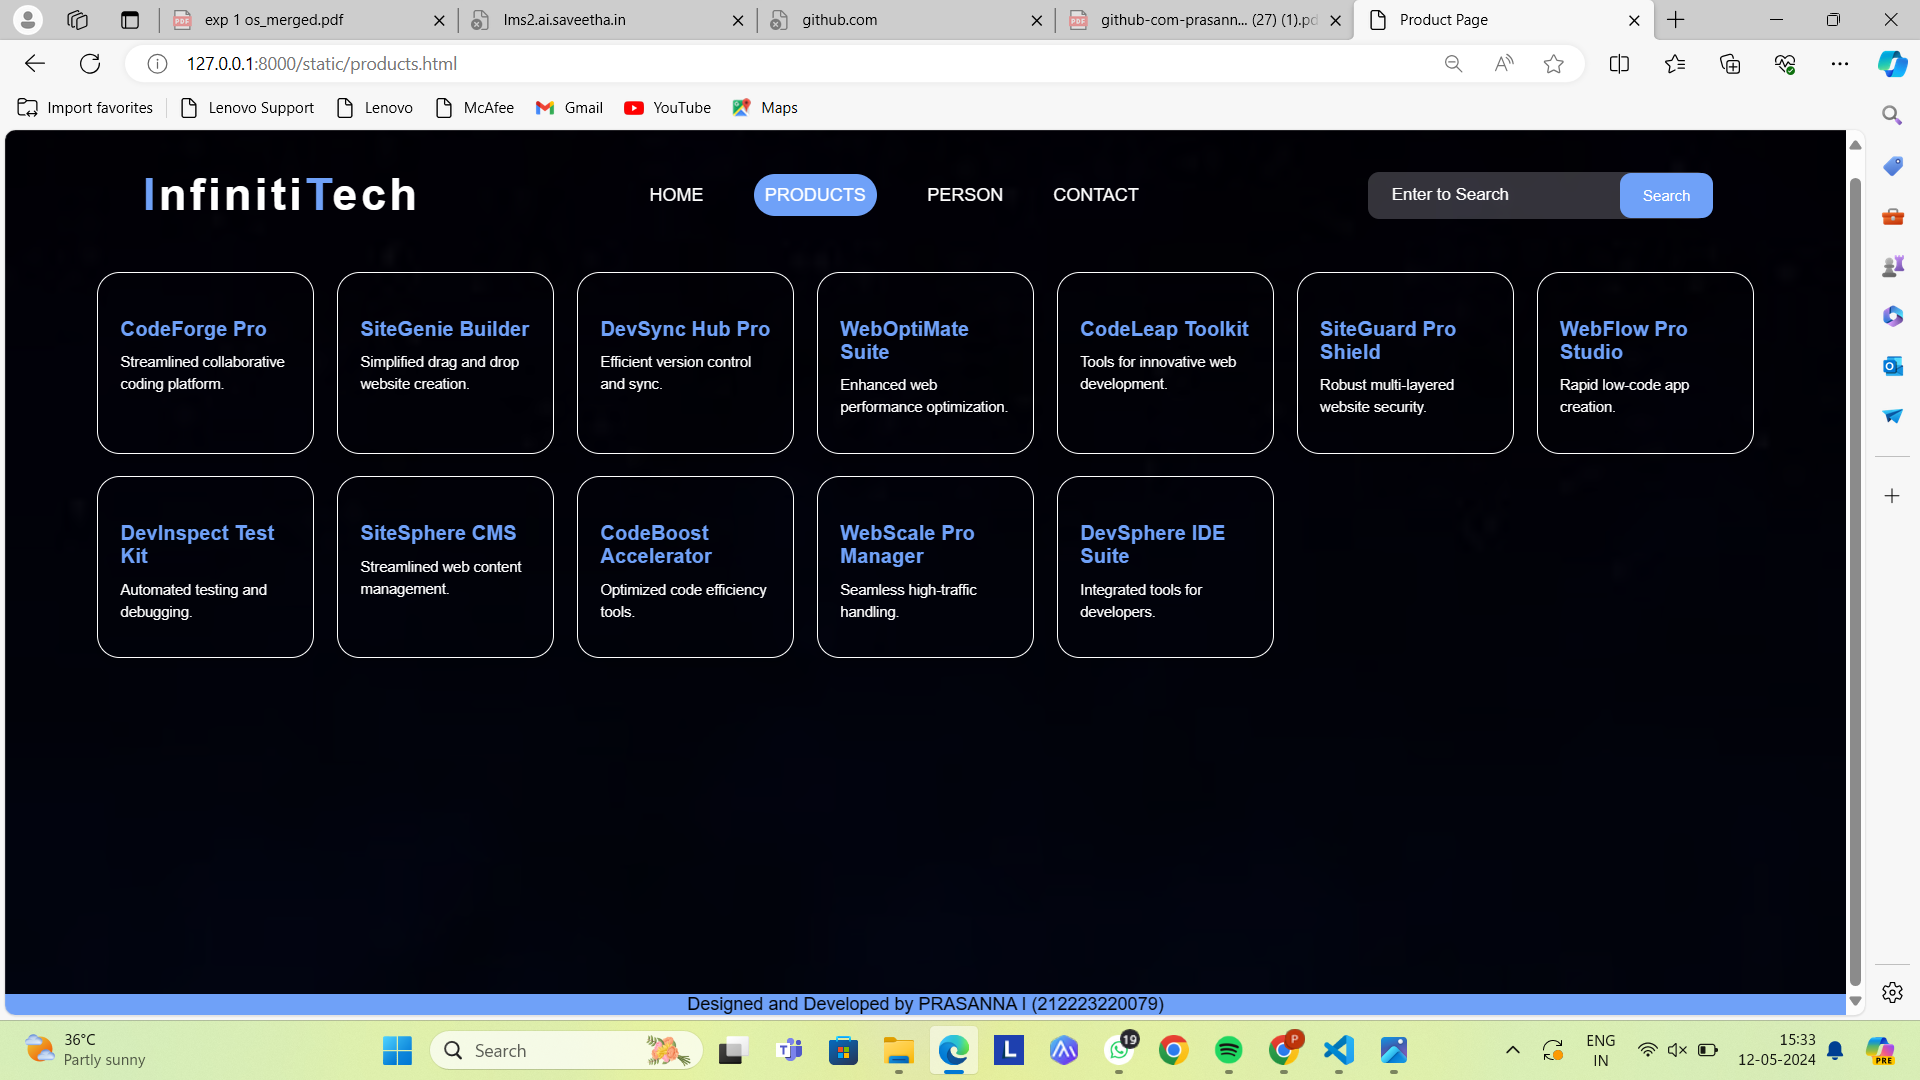 exp 1 os_merged.pdf
lms2.ai.saveetha.in
github.com
github-com-prasann... (27) (1).pd
Product Page
127.0.0.1:8000/static/products.html
Import favorites
Lenovo Support
Lenovo
McAfee
Gmail
YouTube
Maps
InfinitiTech
HOME
PRODUCTS
PERSON
CONTACT
Enter to Search
Search
CodeForge Pro
Streamlined collaborative
coding platform.
SiteGenie Builder
Simplified drag and drop
website creation.
DevSync Hub Pro
Efficient version control
and sync.
WebOptiMate
Suite
Enhanced web
performance optimization.
CodeLeap Toolkit
Tools for innovative web
development.
SiteGuard Pro
Shield
Robust multi-layered
website security.
WebFlow Pro
Studio
Rapid low-code app
creation.
DevInspect Test
Kit
Automated testing and
debugging.
SiteSphere CMS
Streamlined web content
management.
CodeBoost
Accelerator
Optimized code efficiency
tools.
WebScale Pro
Manager
Seamless high-traffic
handling.
DevSphere IDE
Suite
Integrated tools for
developers.
Designed and Developed by PRASANNA I (212223220079)
36°C
Partly sunny
Search
L
19
P
ENG
IN
15:33
12-05-2024
PRE